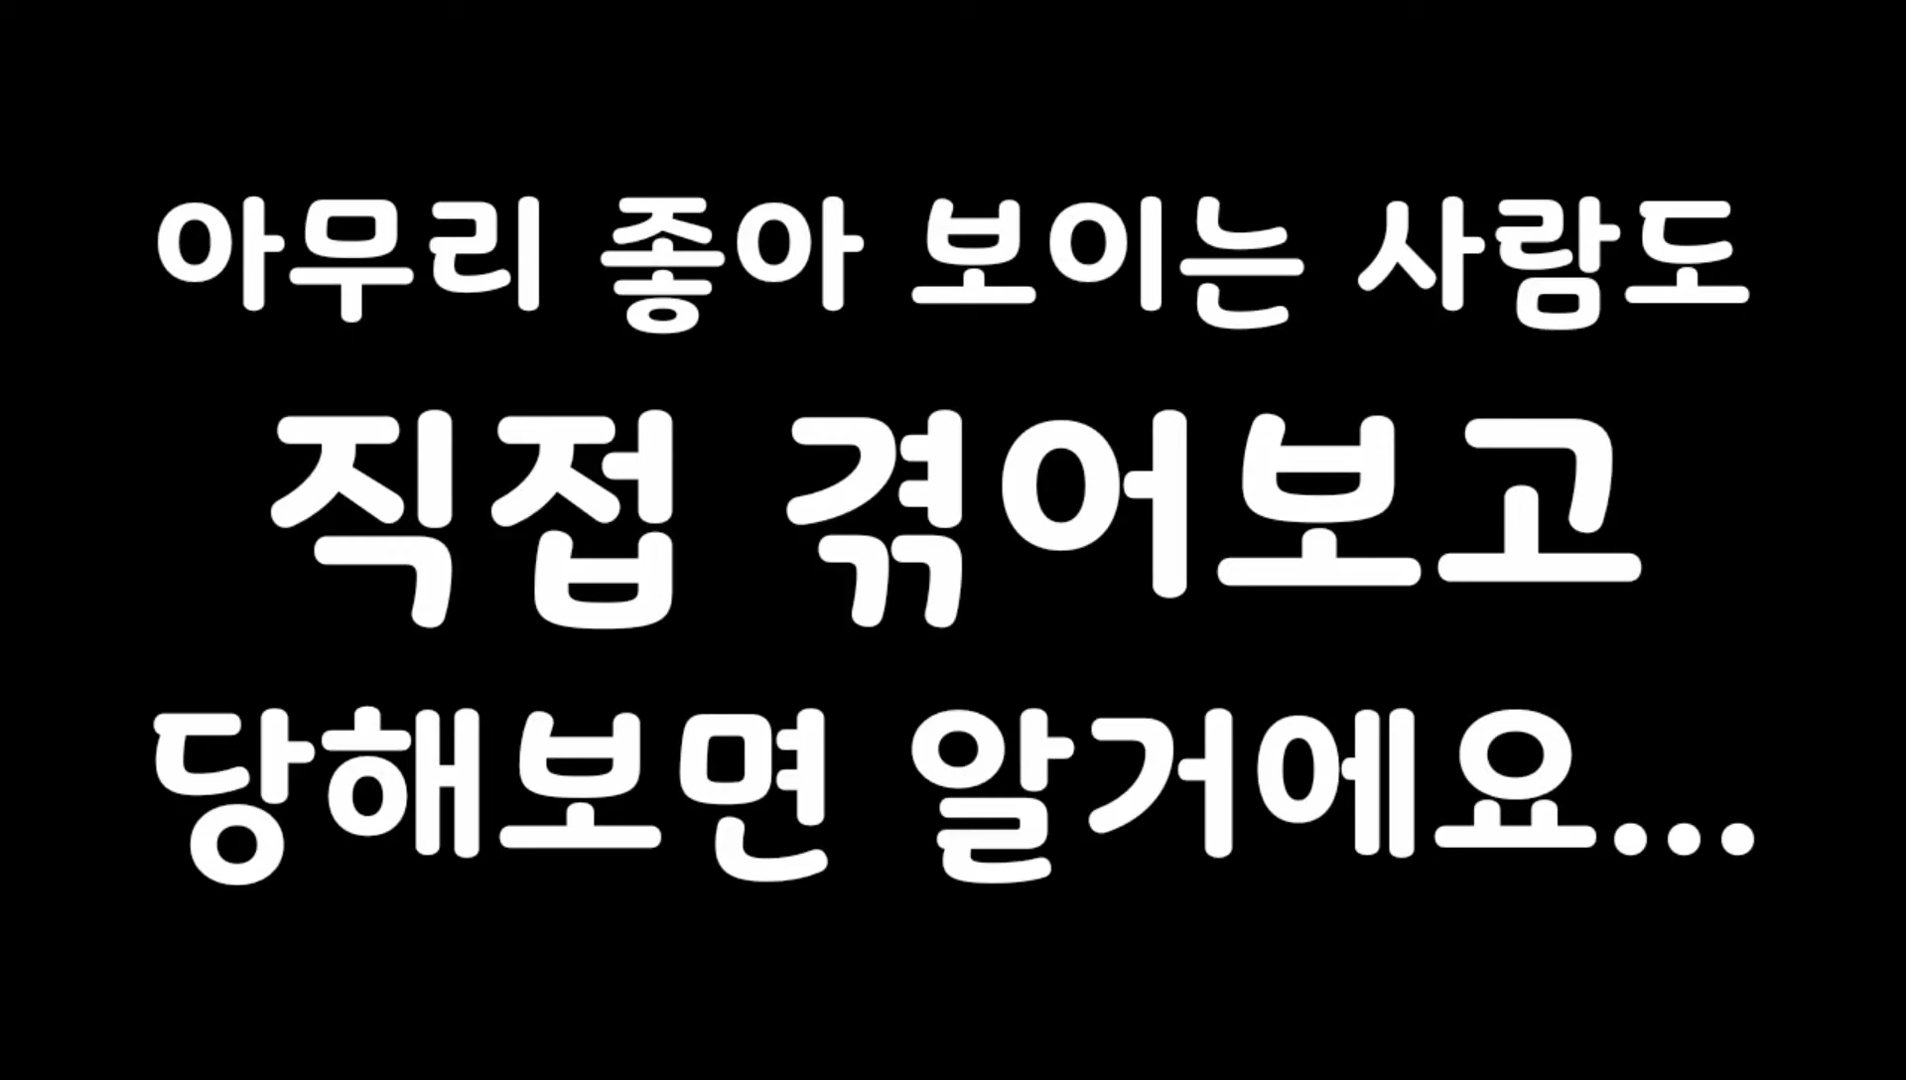 아무리 좋아 보이는 사람도
직접 겪어보고
당해보면 알거에요...